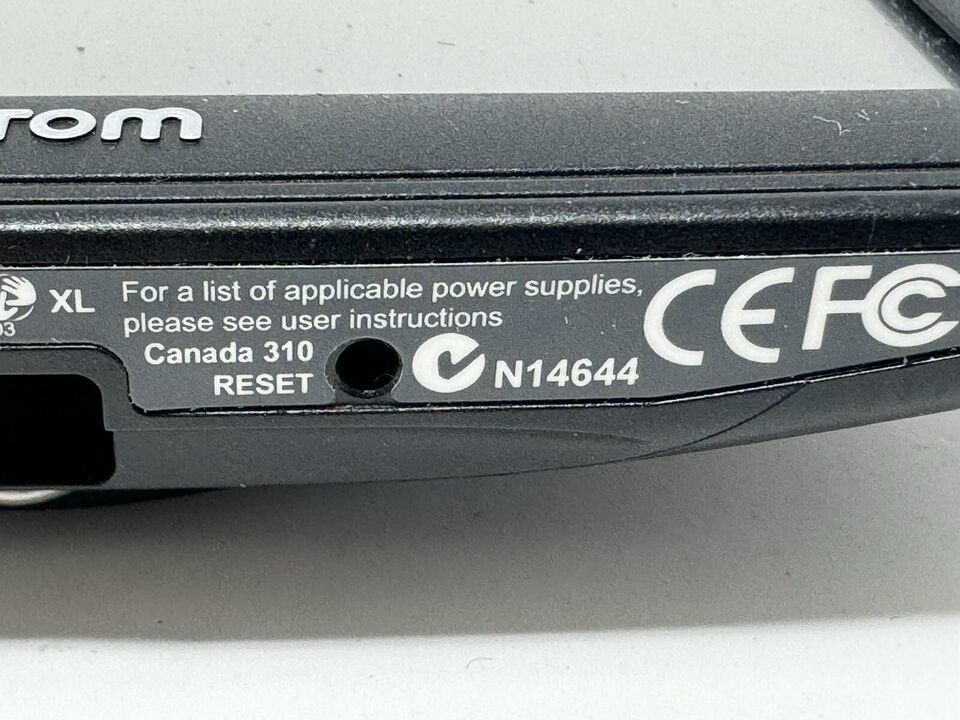 TOM
XL
For a list of applicable power supplies,
please see user instructions
Canada 310
RESET
N14644
CE FC